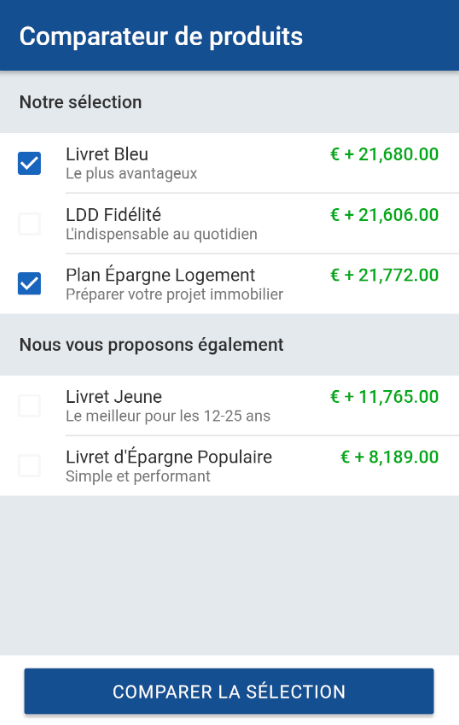 Comparateur de produits
Notre sélection
Livret Bleu € + 21,680.00
Le plus avantageux
LDD Fidélité € + 21,606.00
L'indispensable au quotidien
Plan Épargne Logement € + 21,772.00
Préparer votre projet immobilier
Nous vous proposons également
Livret Jeune € + 11,765.00
Le meilleur pour les 12-25 ans
Livret d'Épargne Populaire € + 8,189.00
Simple et performant
COMPARER LA SÉLECTION